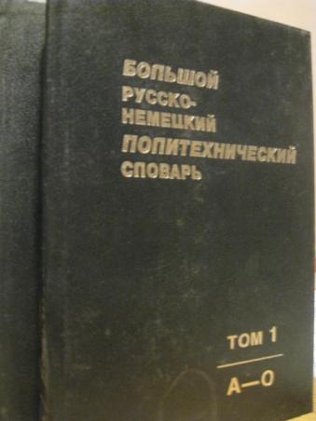 БОЛЬШОЙ
РУССКО-
НЕМЕЦКИЙ
ПОЛИТЕХНИЧЕСКИЙ
СЛОВАРЬ
ТОМ 1
А—О